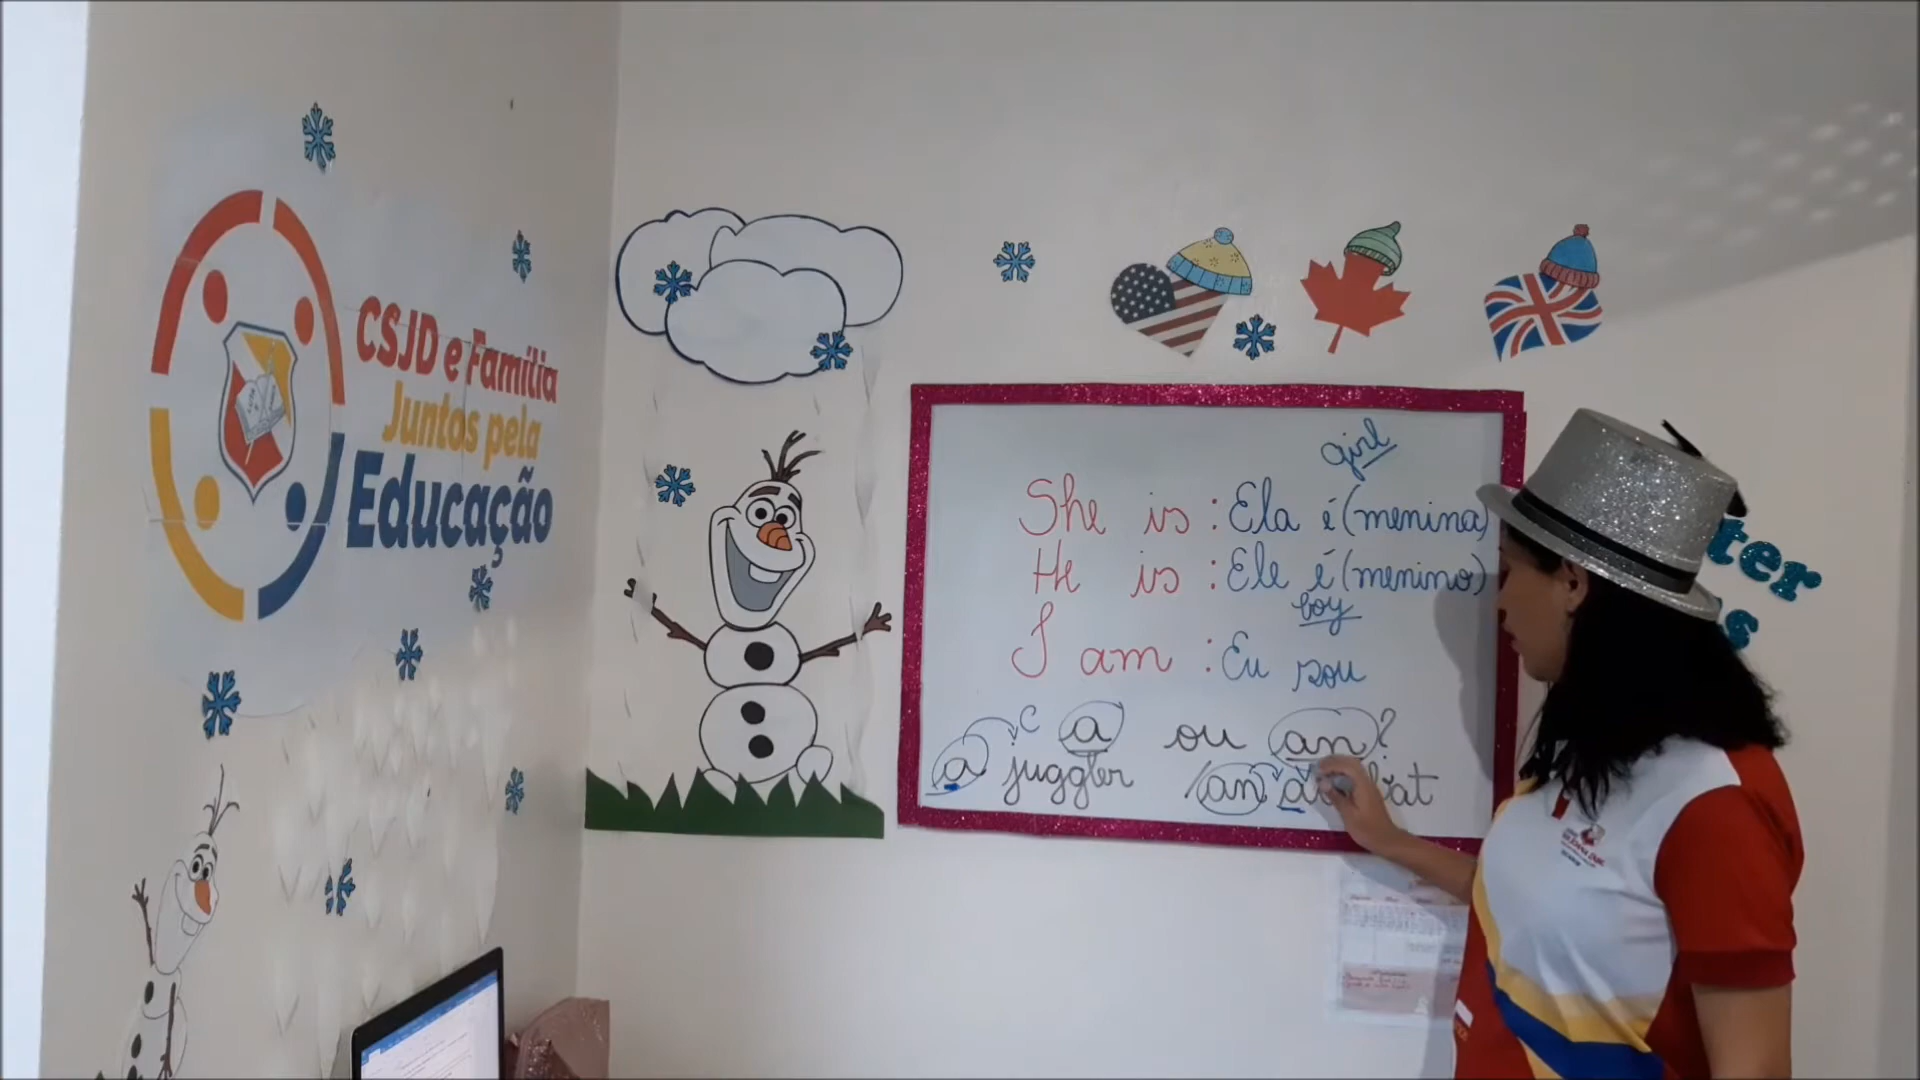 CSJD e Família
Juntos pela
Educação
girl
She is : Ela é (menina)
He is : Ele é (menino)
boy
I am : Eu sou
c a ou an ?
a juggler an
ter
s